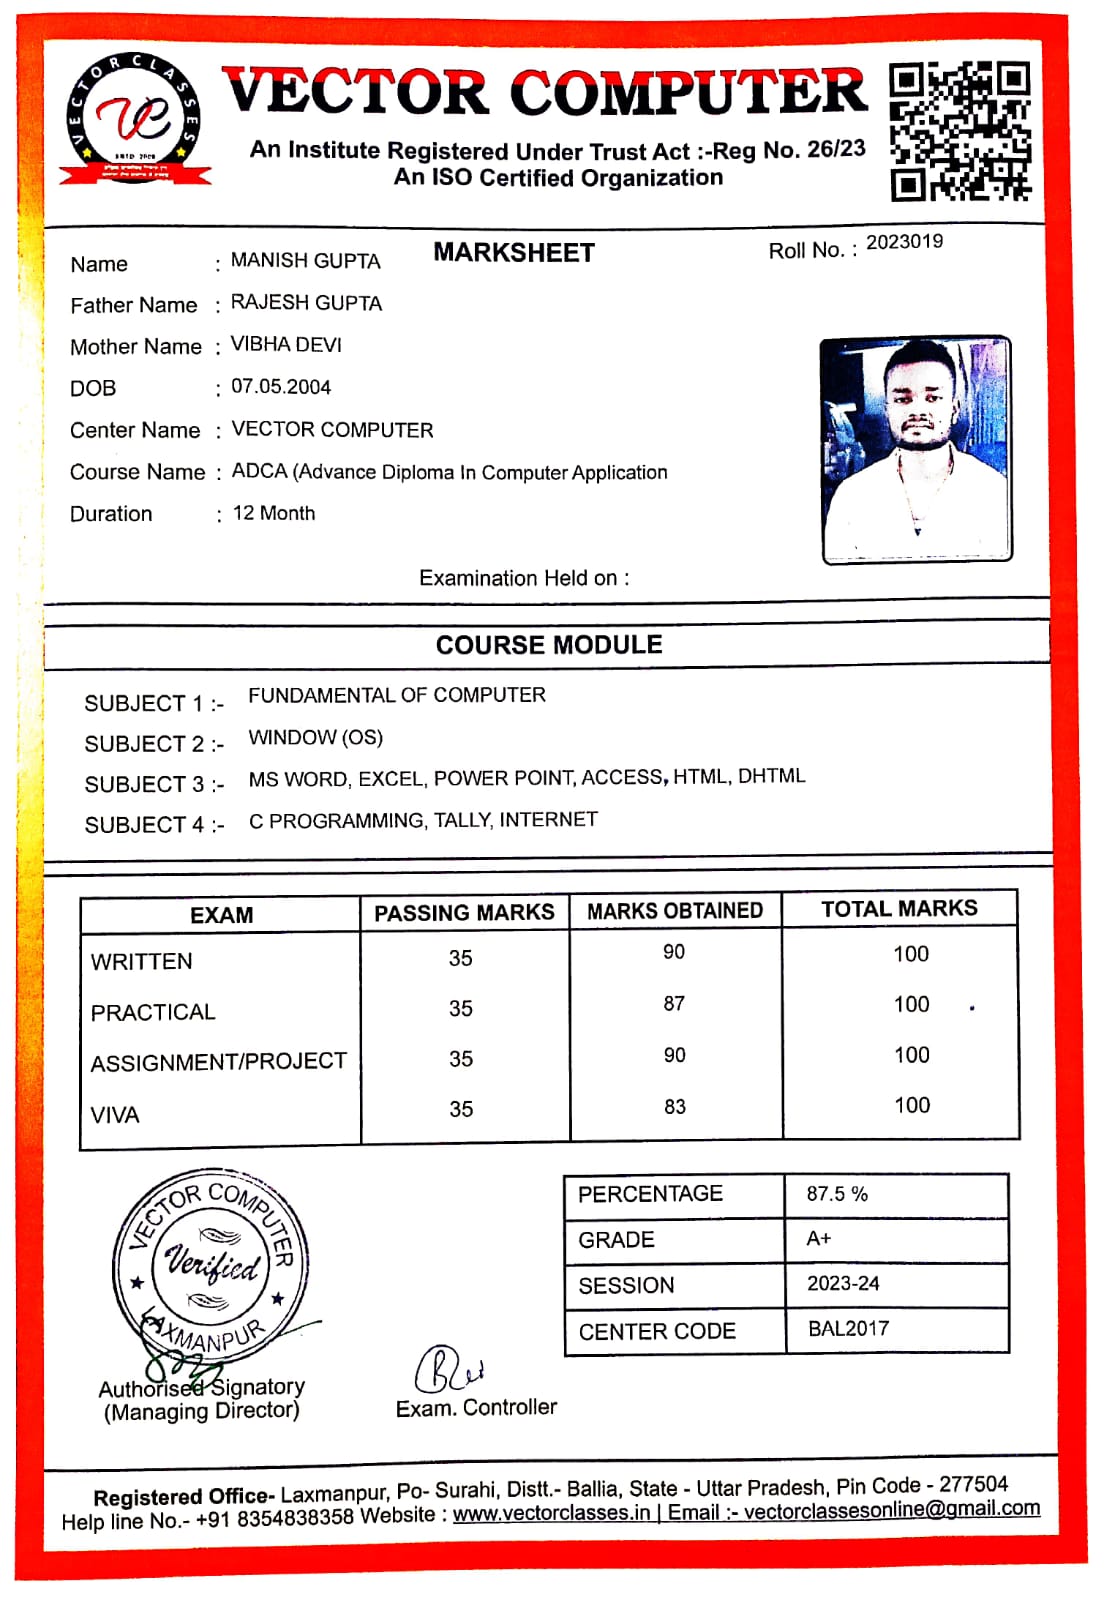 VECTOR CLASSES
VC
ESTD 2020
VECTOR COMPUTER
An Institute Registered Under Trust Act :-Reg No. 26/23
An ISO Certified Organization
MARKSHEET
Roll No. : 2023019
Name : MANISH GUPTA
Father Name : RAJESH GUPTA
Mother Name : VIBHA DEVI
DOB : 07.05.2004
Center Name : VECTOR COMPUTER
Course Name : ADCA (Advance Diploma In Computer Application
Duration : 12 Month
Examination Held on :
COURSE MODULE
SUBJECT 1 :- FUNDAMENTAL OF COMPUTER
SUBJECT 2 :- WINDOW (OS)
SUBJECT 3 :- MS WORD, EXCEL, POWER POINT, ACCESS, HTML, DHTML
SUBJECT 4 :- C PROGRAMMING, TALLY, INTERNET
EXAM PASSING MARKS MARKS OBTAINED TOTAL MARKS
WRITTEN 35 90 100
PRACTICAL 35 87 100
ASSIGNMENT/PROJECT 35 90 100
VIVA 35 83 100
PERCENTAGE 87.5 %
GRADE A+
SESSION 2023-24
CENTER CODE BAL2017
VECTOR COMPUTER
Verified
LAXMANPUR
Authorised Signatory
(Managing Director)
Exam. Controller
Registered Office- Laxmanpur, Po- Surahi, Distt.- Ballia, State - Uttar Pradesh, Pin Code - 277504
Help line No.- +91 8354838358 Website : www.vectorclasses.in | Email :- vectorclassesonline@gmail.com